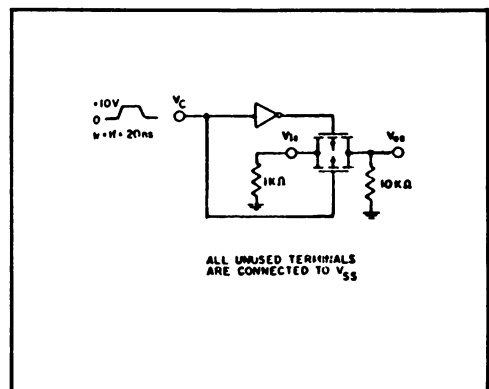 +10V
0
tr = tf = 20ns
VC
Vis
Vos
1KΩ
10KΩ
ALL UNUSED TERMINALS
ARE CONNECTED TO VSS